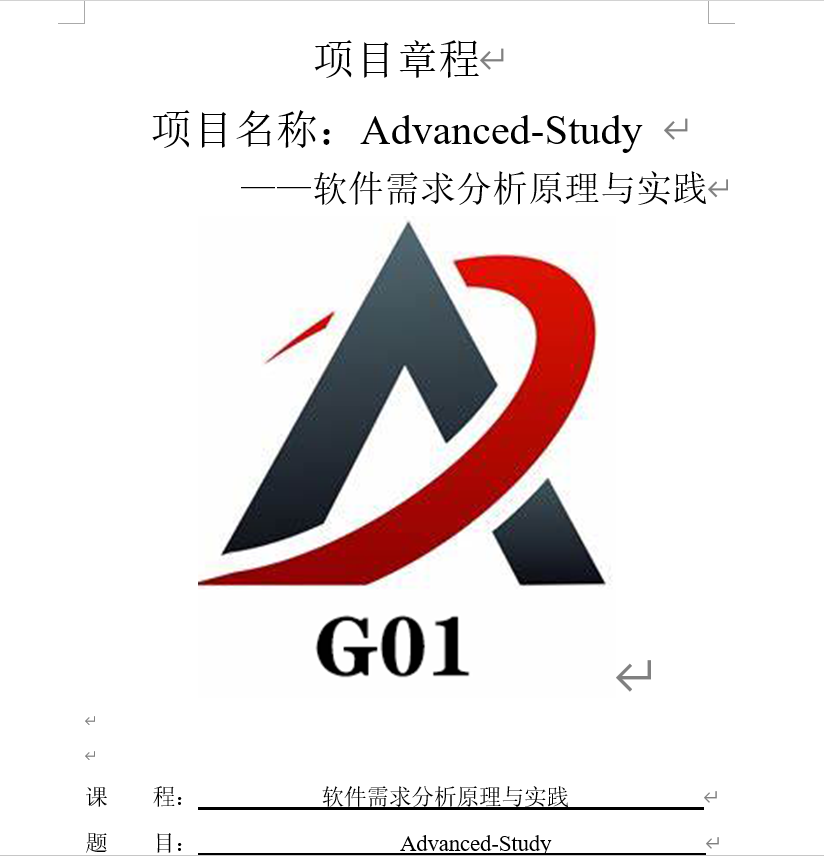 项目章程
项目名称：Advanced-Study
——软件需求分析原理与实践
G01
课 程： 软件需求分析原理与实践
题 目： Advanced-Study